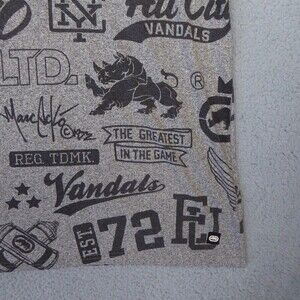 NY
All City
VANDALS
LTD.
®
Marc Ecko
THE GREATEST
IN THE GAME
REG. TDMK.
Vandals
EST.
72
EU